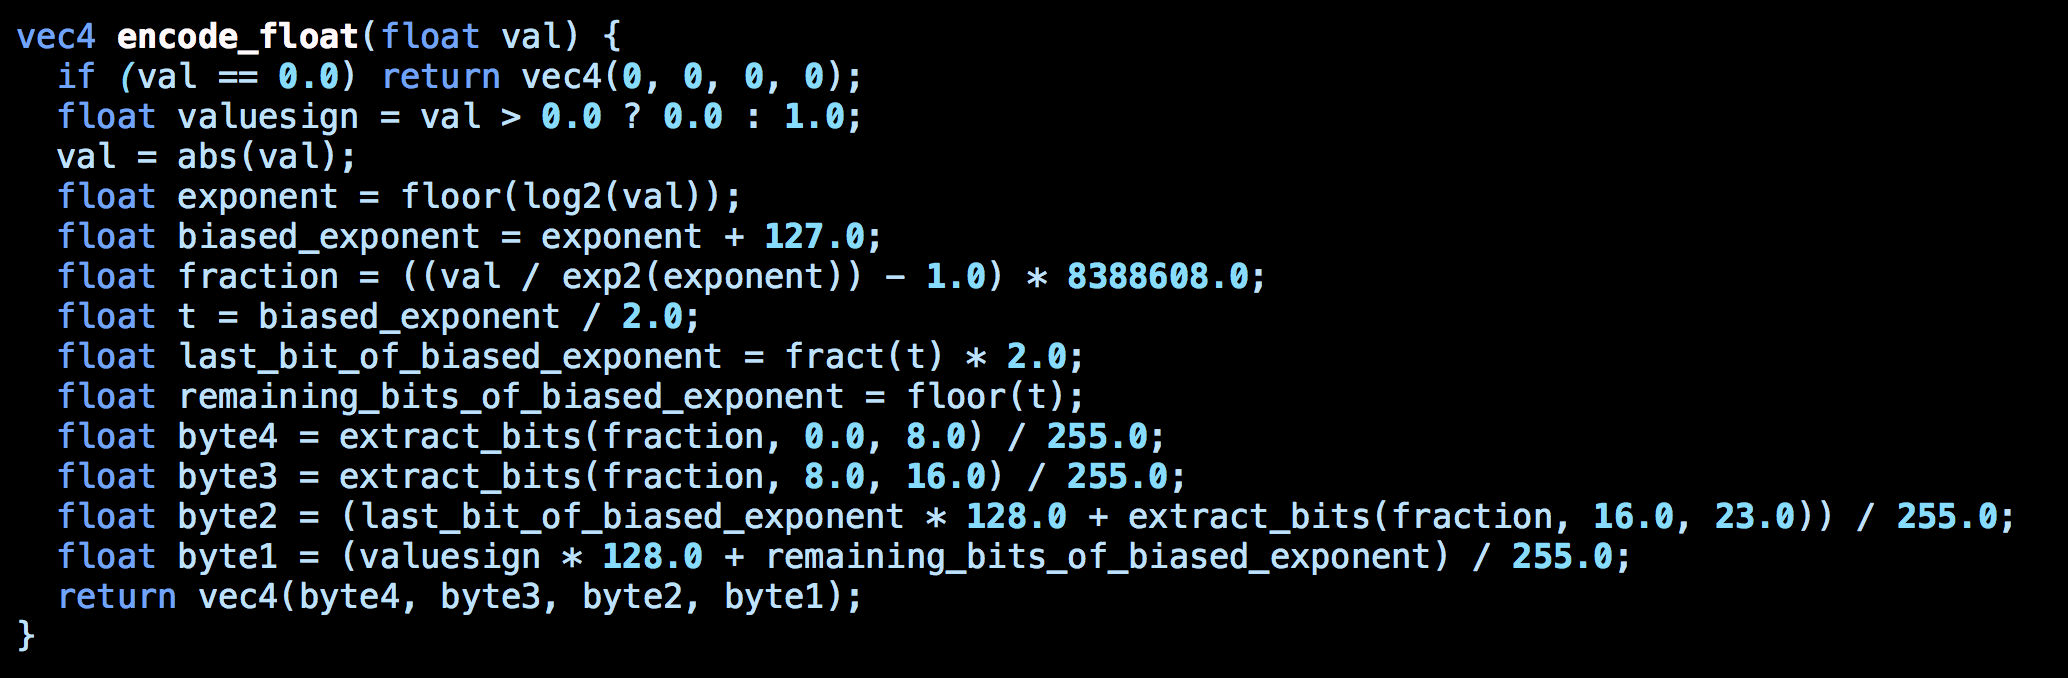 vec4 encode_float(float val) {
  if (val == 0.0) return vec4(0, 0, 0, 0);
  float valuesign = val > 0.0 ? 0.0 : 1.0;
  val = abs(val);
  float exponent = floor(log2(val));
  float biased_exponent = exponent + 127.0;
  float fraction = ((val / exp2(exponent)) - 1.0) * 8388608.0;
  float t = biased_exponent / 2.0;
  float last_bit_of_biased_exponent = fract(t) * 2.0;
  float remaining_bits_of_biased_exponent = floor(t);
  float byte4 = extract_bits(fraction, 0.0, 8.0) / 255.0;
  float byte3 = extract_bits(fraction, 8.0, 16.0) / 255.0;
  float byte2 = (last_bit_of_biased_exponent * 128.0 + extract_bits(fraction, 16.0, 23.0)) / 255.0;
  float byte1 = (valuesign * 128.0 + remaining_bits_of_biased_exponent) / 255.0;
  return vec4(byte4, byte3, byte2, byte1);
}